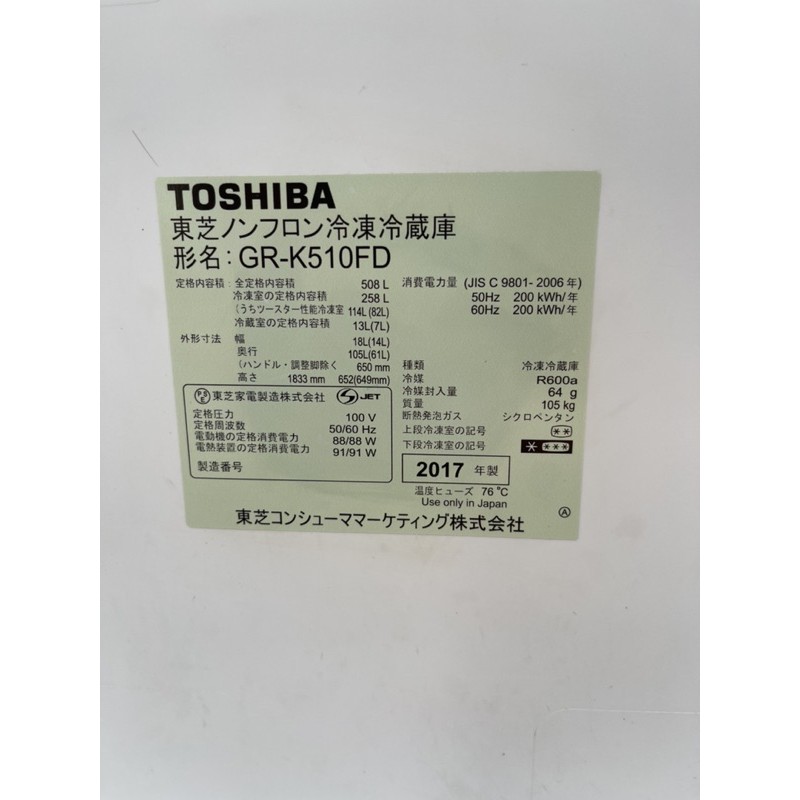 TOSHIBA
東芝ノンフロン冷凍冷蔵庫
形名:GR-K510FD
定格内容積:全定格内容積 508 L
冷凍室の定格内容積 258 L
(うちツースター性能冷凍室 114L (82L)
冷蔵室の定格内容積 13L(7L)
外形寸法 幅 18L(14L)
奥行 105L(61L)
(ハンドル・調整脚除く 650 mm
高さ 1833 mm 652(649mm)
消費電力量 (JIS C 9801- 2006 年)
50Hz 200 kWh/年
60Hz 200 kWh/年
種類 冷凍冷蔵庫
冷媒 R600a
冷媒封入量 64 g
質量 105 kg
断熱発泡ガス シクロペンタン
上段冷凍室の記号 **
下段冷凍室の記号 * ***
PSE 東芝家電製造株式会社 S JET
定格圧力 100 V
定格周波数 50/60 Hz
電動機の定格消費電力 88/88 W
電熱装置の定格消費電力 91/91 W
製造番号
2017 年製
温度ヒューズ 76 ℃
Use only in Japan
東芝コンシューママーケティング株式会社 Ⓐ